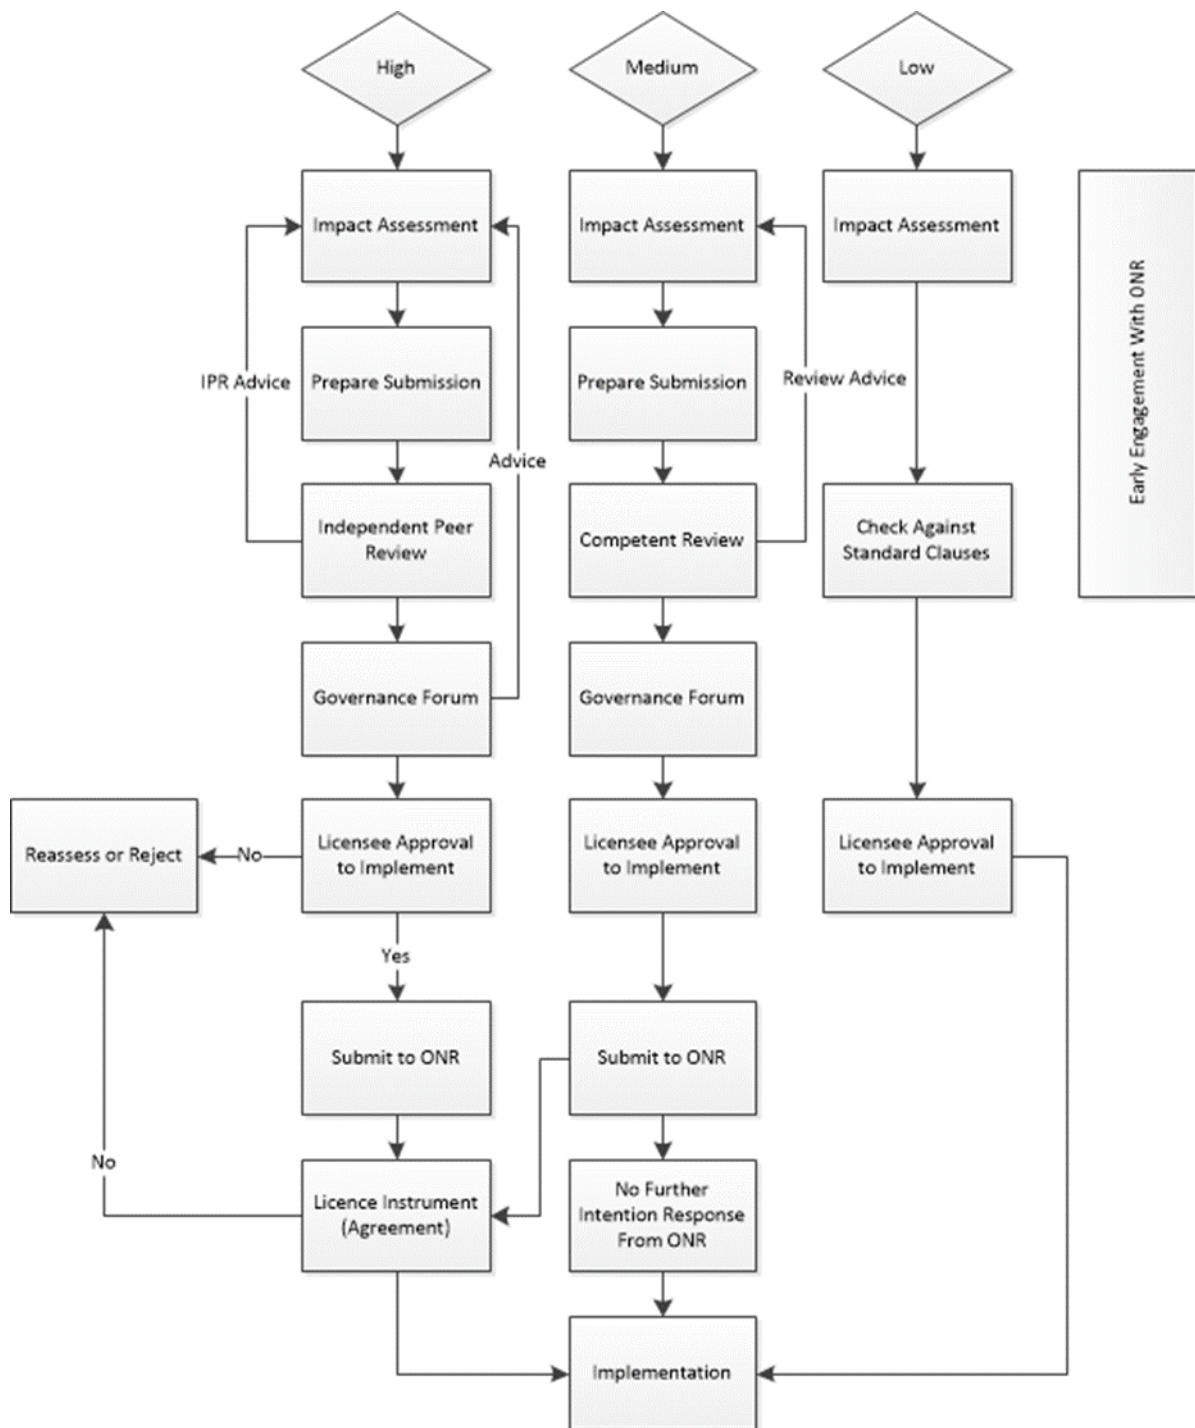 High
Medium
Low
Impact Assessment
Impact Assessment
Impact Assessment
Early Engagement With ONR
IPR Advice
Prepare Submission
Prepare Submission
Review Advice
Advice
Independent Peer
Review
Competent Review
Check Against
Standard Clauses
Governance Forum
Governance Forum
Reassess or Reject
No
Licensee Approval
to Implement
Licensee Approval
to Implement
Licensee Approval
to Implement
Yes
Submit to ONR
Submit to ONR
No
Licence Instrument
(Agreement)
No Further
Intention Response
From ONR
Implementation